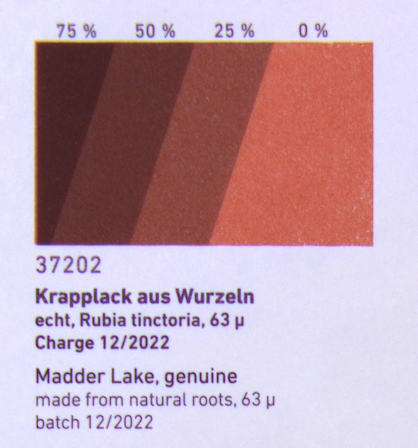 75 % 50 % 25 % 0 %
37202
Krapplack aus Wurzeln
echt, Rubia tinctoria, 63 µ
Charge 12/2022
Madder Lake, genuine
made from natural roots, 63 µ
batch 12/2022